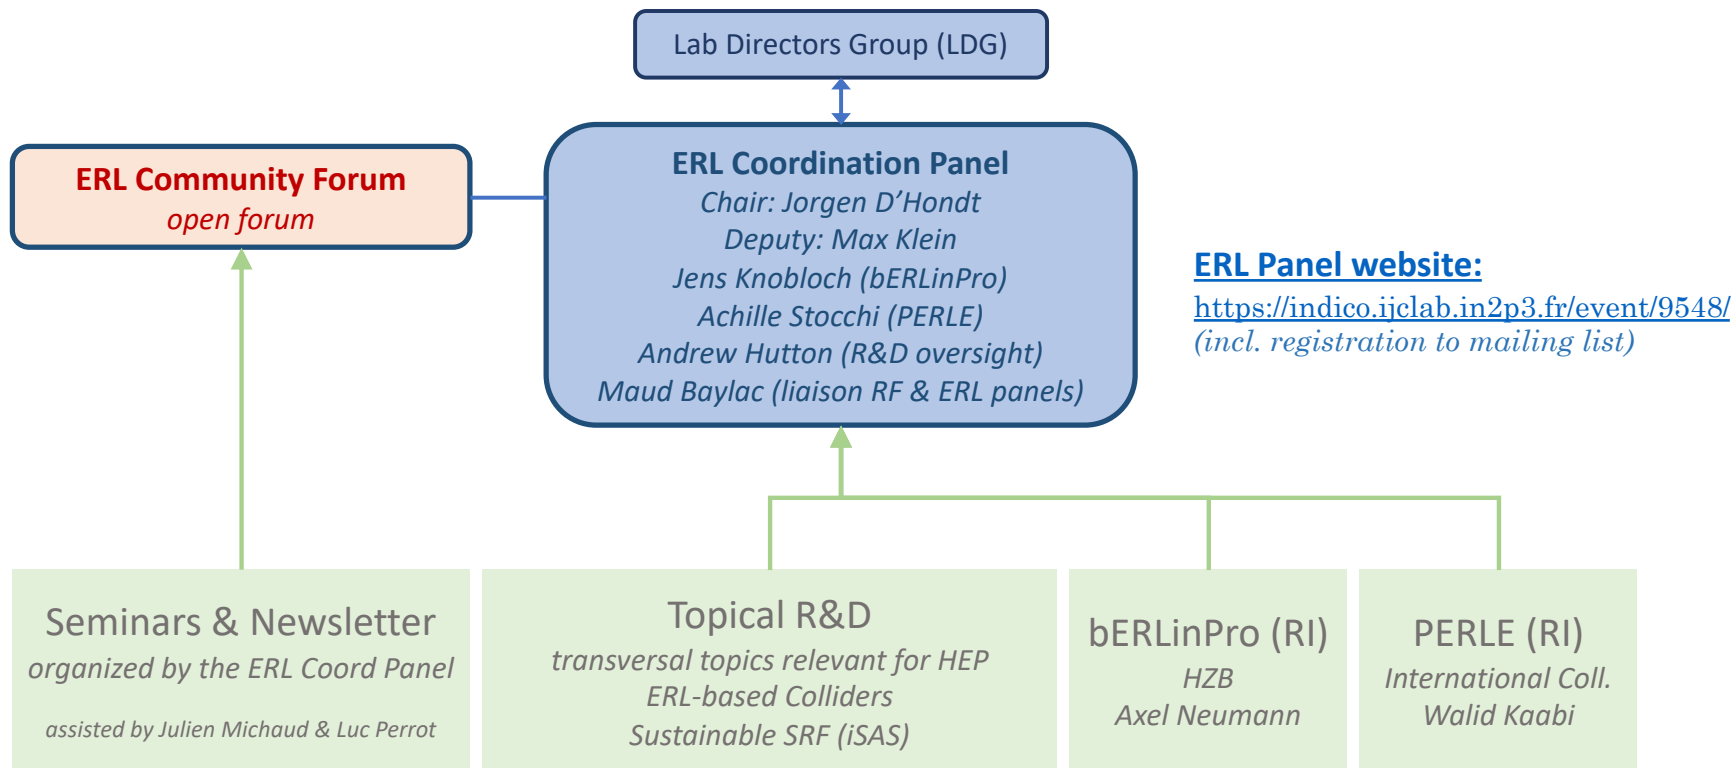 Lab Directors Group (LDG)
ERL Community Forum
open forum
ERL Coordination Panel
Chair: Jorgen D’Hondt
Deputy: Max Klein
Jens Knobloch (bERLinPro)
Achille Stocchi (PERLE)
Andrew Hutton (R&D oversight)
Maud Baylac (liaison RF & ERL panels)
ERL Panel website:
https://indico.ijclab.in2p3.fr/event/9548/
(incl. registration to mailing list)
Seminars & Newsletter
organized by the ERL Coord Panel
assisted by Julien Michaud & Luc Perrot
Topical R&D
transversal topics relevant for HEP
ERL-based Colliders
Sustainable SRF (iSAS)
bERLinPro (RI)
HZB
Axel Neumann
PERLE (RI)
International Coll.
Walid Kaabi